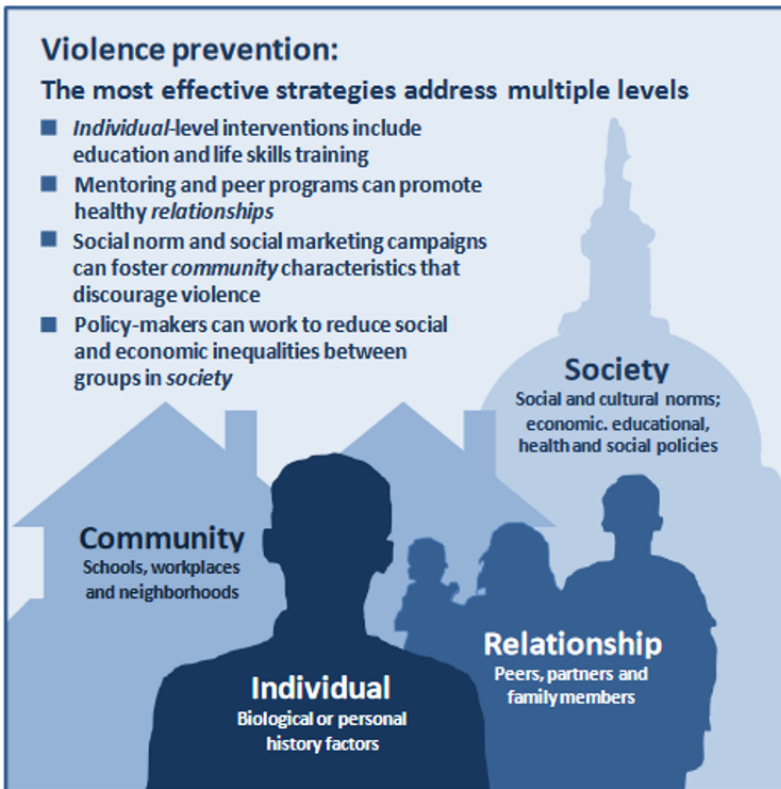 Violence prevention:
The most effective strategies address multiple levels
Individual-level interventions include
education and life skills training
Mentoring and peer programs can promote
healthy relationships
Social norm and social marketing campaigns
can foster community characteristics that
discourage violence
Policy-makers can work to reduce social
and economic inequalities between
groups in society
Society
Social and cultural norms;
economic. educational,
health and social policies
Community
Schools, workplaces
and neighborhoods
Relationship
Peers, partners and
family members
Individual
Biological or personal
history factors